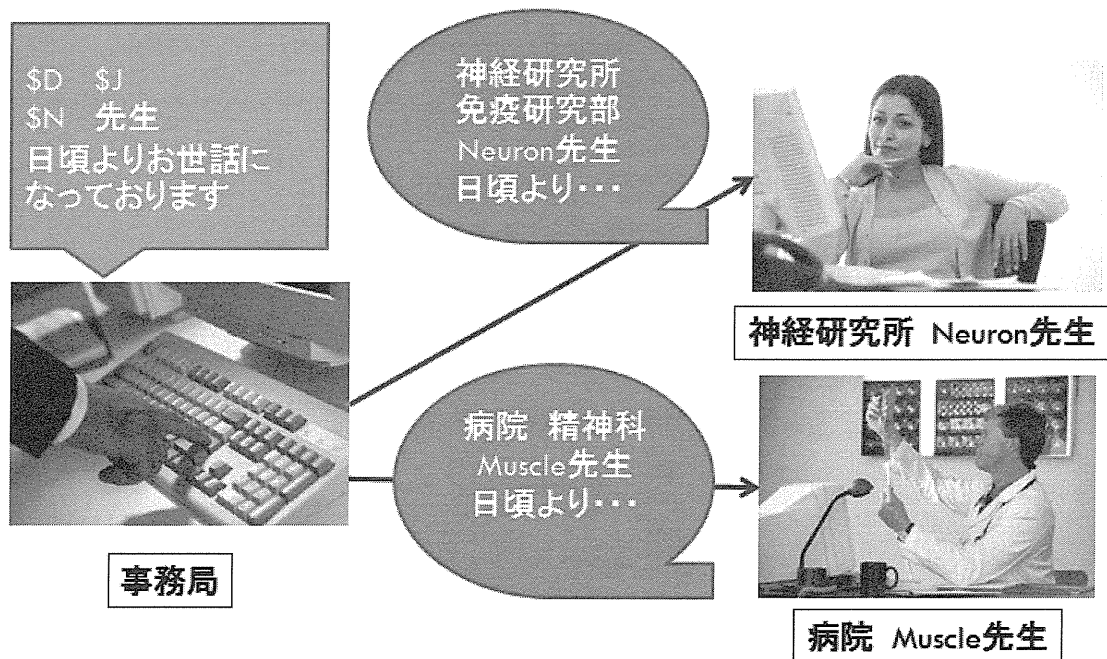 $D $J
$N 先生
日頃よりお世話に
なっております
神経研究所
免疫研究部
Neuron先生
日頃より・・・
神経研究所 Neuron先生
病院 精神科
Muscle先生
日頃より・・・
事務局
病院 Muscle先生